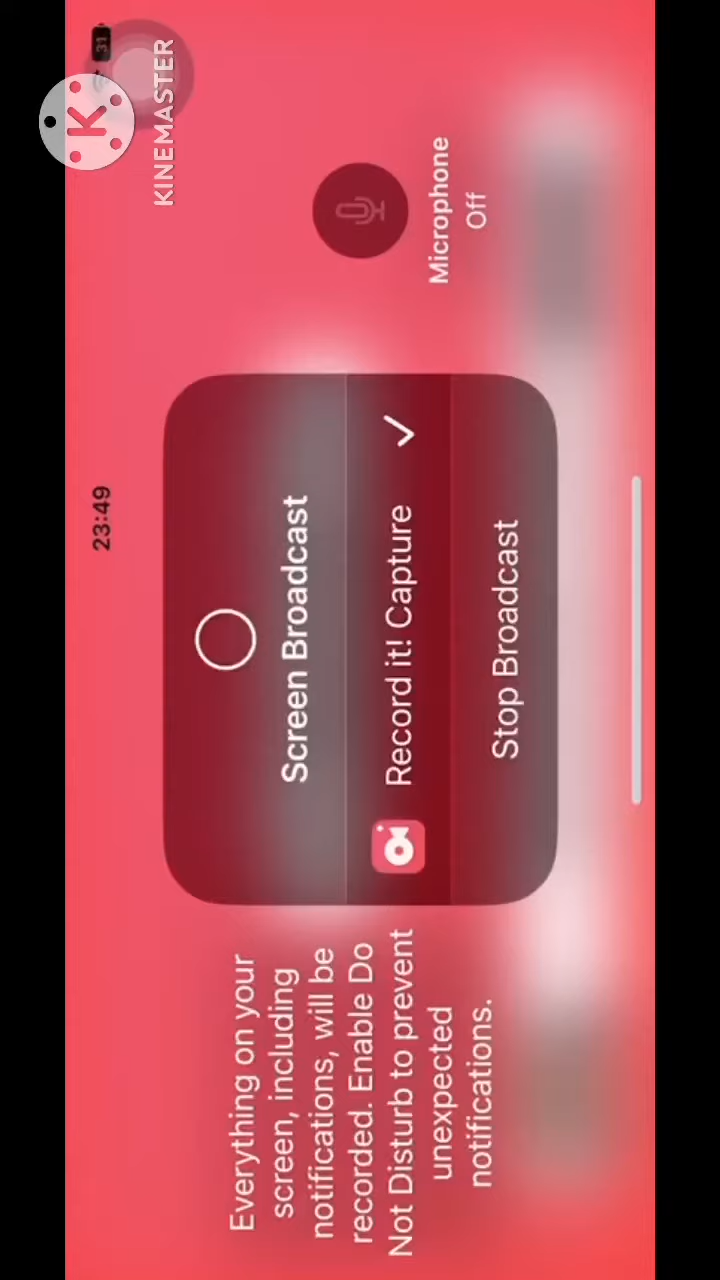 23:49
31
KINEMASTER
Everything on your
screen, including
notifications, will be
recorded. Enable Do
Not Disturb to prevent
unexpected
notifications.
Screen Broadcast
Record it! Capture
Stop Broadcast
Microphone
Off